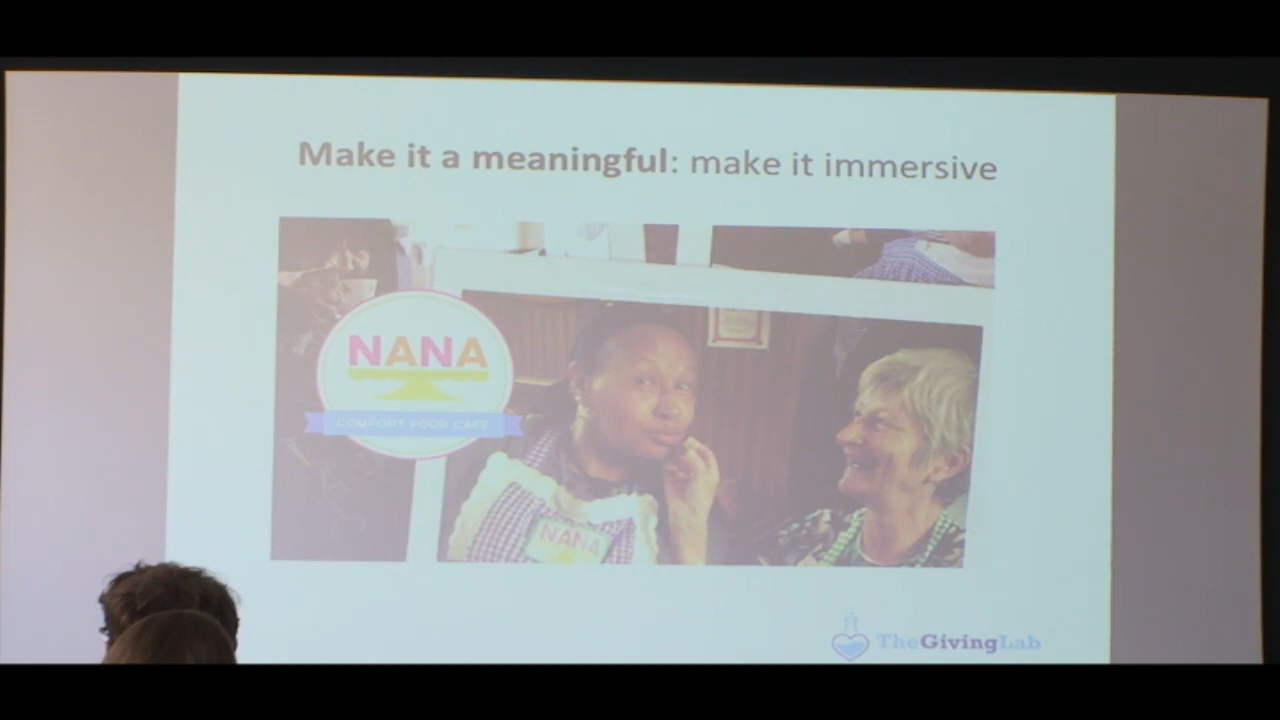 Make it a meaningful: make it immersive
NANA
COMFORT FOOD CAFE
NANA
TheGivingLab